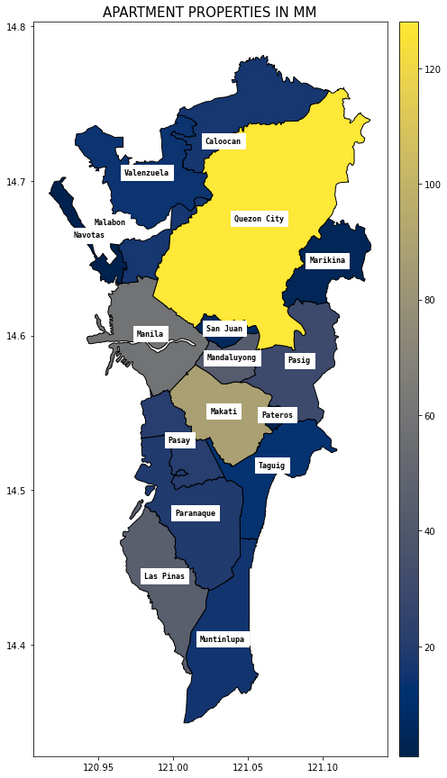 APARTMENT PROPERTIES IN MM
14.8
14.7
14.6
14.5
14.4
120.95
121.00
121.05
121.10
120
100
80
60
40
20
Caloocan
Valenzuela
Quezon City
Malabon
Navotas
Marikina
San Juan
Manila
Mandaluyong
Pasig
Makati
Pateros
Pasay
Taguig
Paranaque
Las Pinas
Muntinlupa